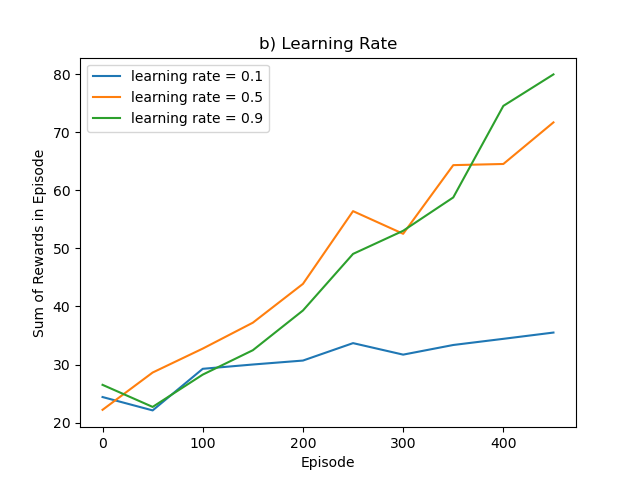 b) Learning Rate
learning rate = 0.1
learning rate = 0.5
learning rate = 0.9
80
70
60
50
40
30
20
Sum of Rewards in Episode
0
100
200
300
400
Episode